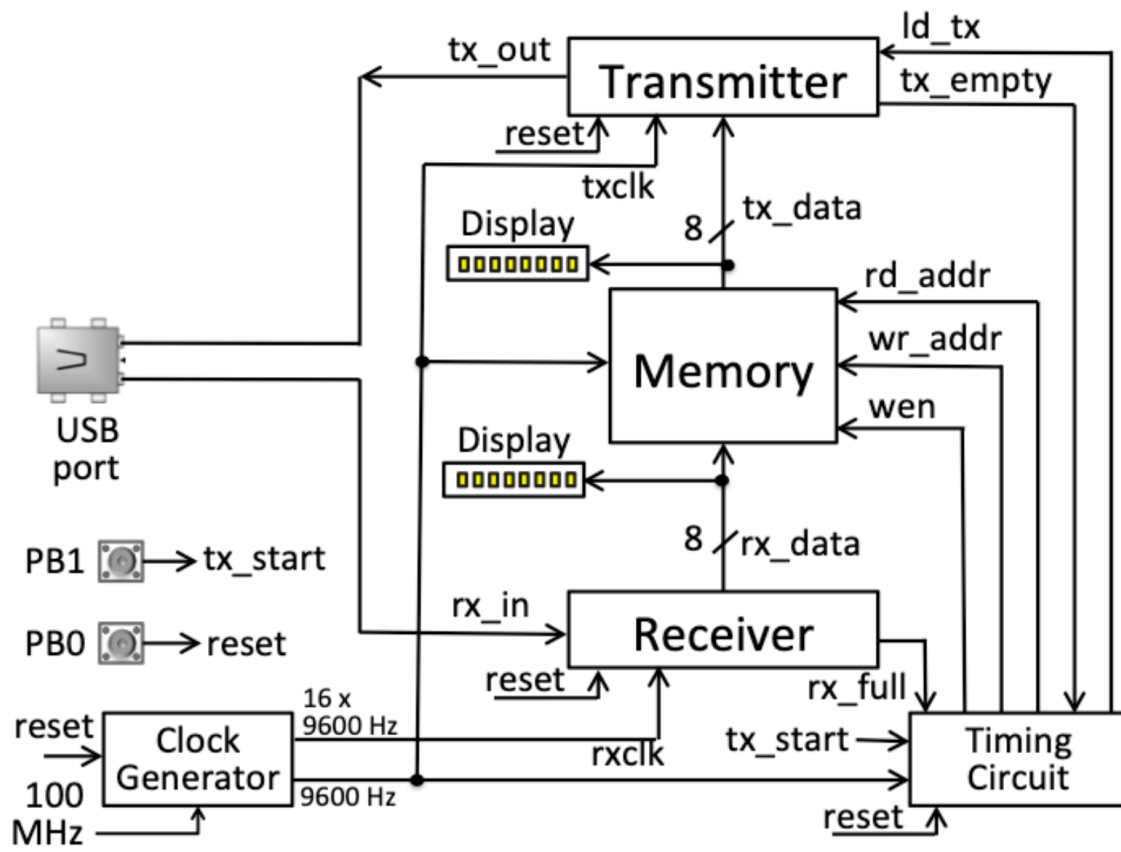 tx_out
Transmitter
ld_tx
tx_empty
reset
txclk
Display
8
tx_data
rd_addr
Memory
wr_addr
wen
USB
port
Display
8
rx_data
PB1
tx_start
rx_in
Receiver
PB0
reset
reset
rx_full
16 x
9600 Hz
reset
Clock
Generator
rxclk
tx_start
Timing
Circuit
100
MHz
9600 Hz
reset